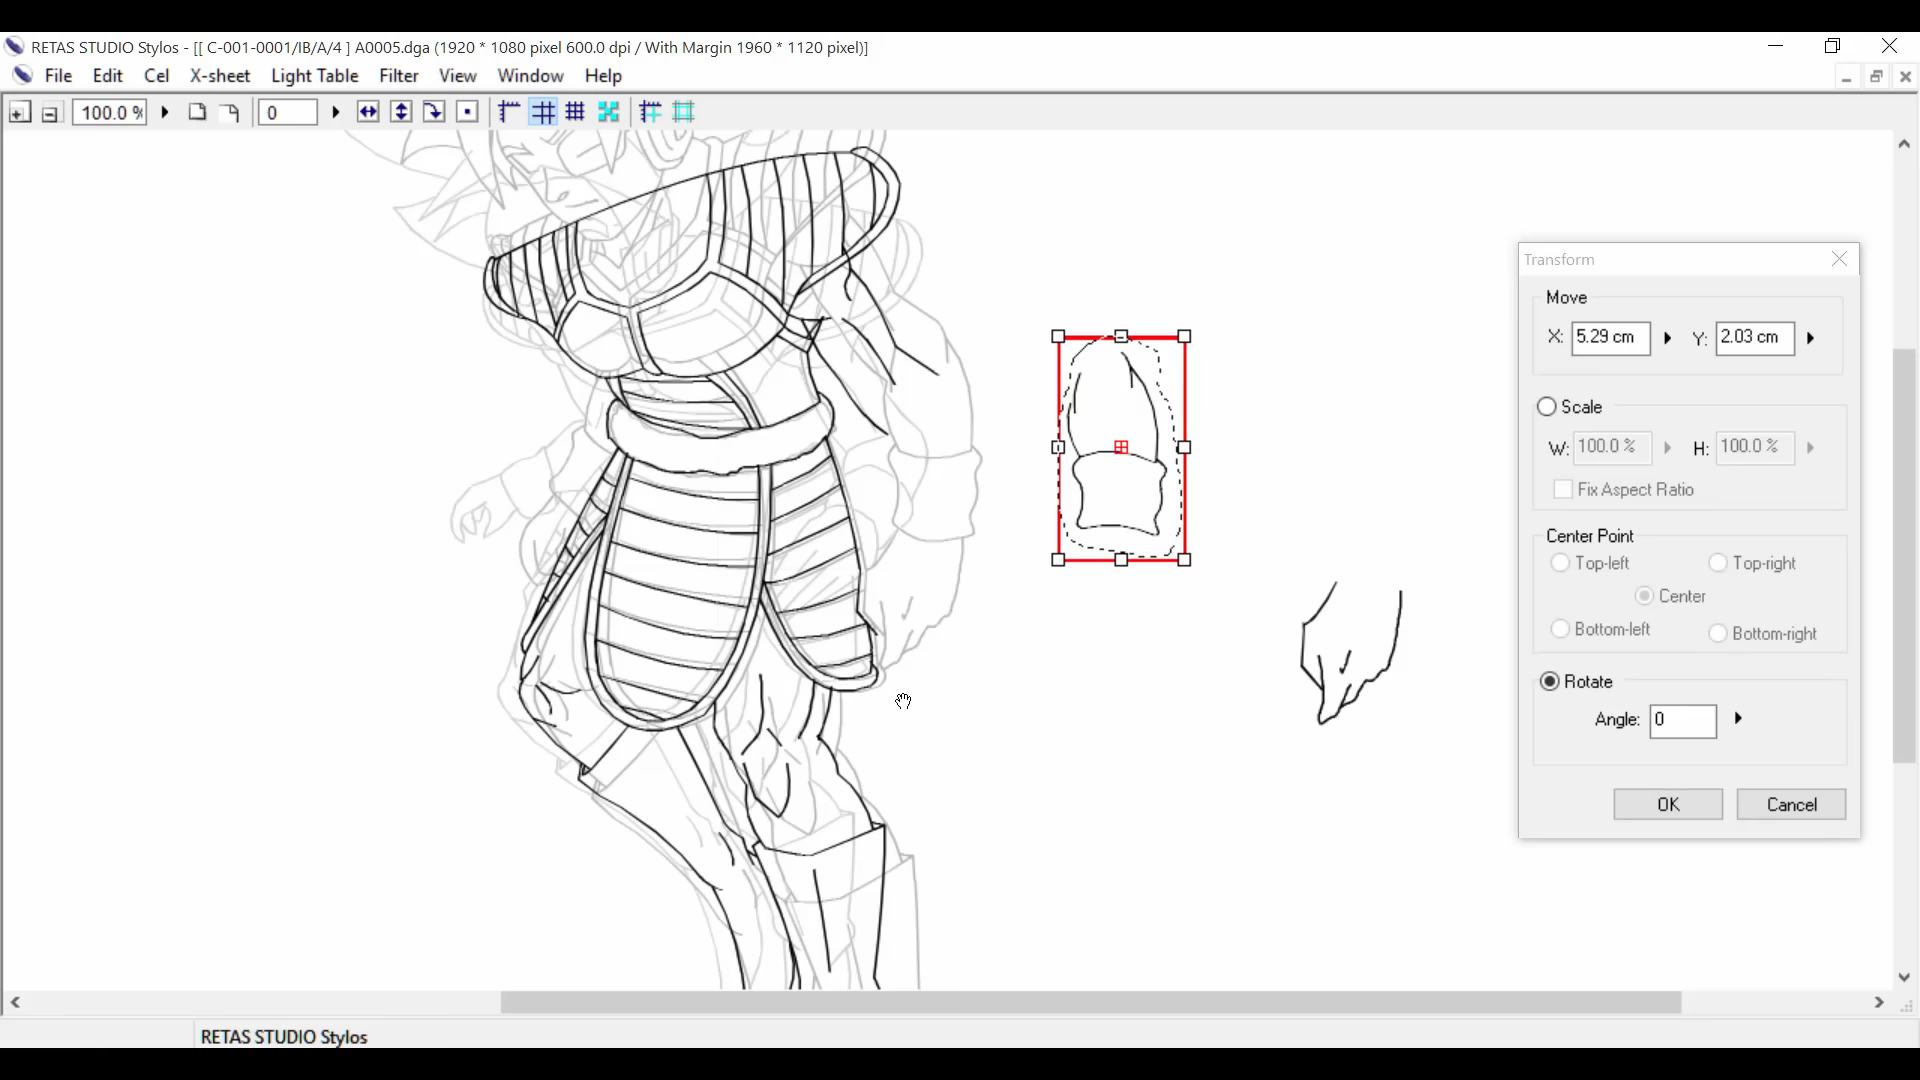 RETAS STUDIO Stylos - [[ C-001-0001/IB/A/4 ] A0005.dga (1920 * 1080 pixel 600.0 dpi / With Margin 1960 * 1120 pixel)]
File Edit Cel X-sheet Light Table Filter View Window Help
100.0 % 0
Transform
Move
X: 5.29 cm Y: 2.03 cm
Scale
W: 100.0 % H: 100.0 %
Fix Aspect Ratio
Center Point
Top-left Top-right
Center
Bottom-left Bottom-right
Rotate
Angle: 0
OK Cancel
RETAS STUDIO Stylos